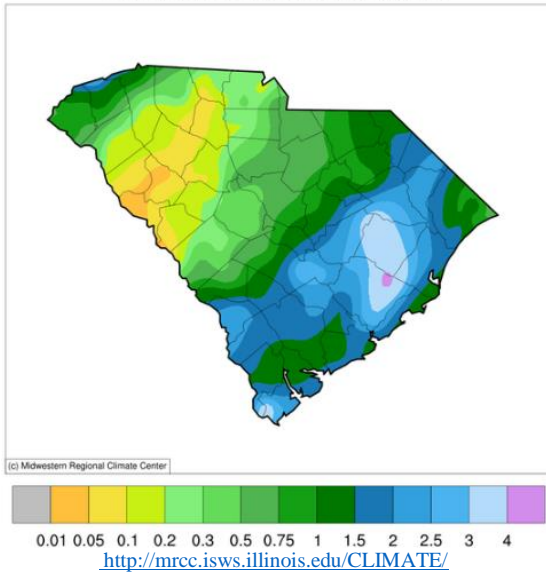 (c) Midwestern Regional Climate Center
0.01 0.05 0.1 0.2 0.3 0.5 0.75 1 1.5 2 2.5 3 4
http://mrcc.isws.illinois.edu/CLIMATE/